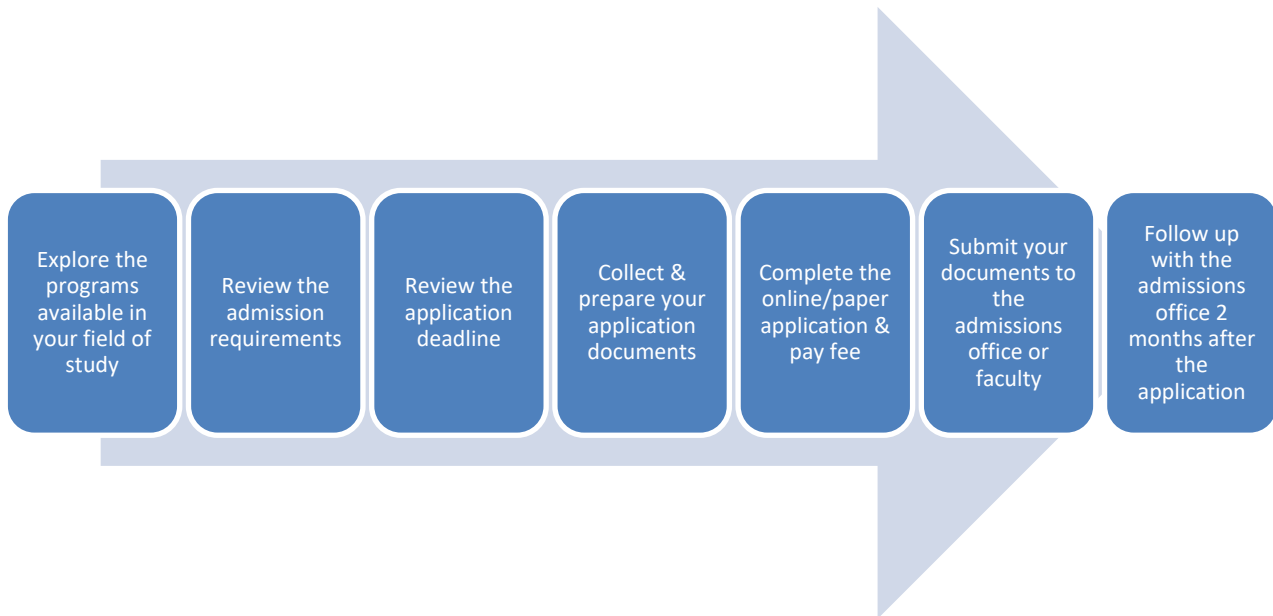 Explore the
programs
available in
your field of
study
Review the
admission
requirements
Review the
application
deadline
Collect &
prepare your
application
documents
Complete the
online/paper
application &
pay fee
Submit your
documents to
the
admissions
office or
faculty
Follow up
with the
admissions
office 2
months after
the
application